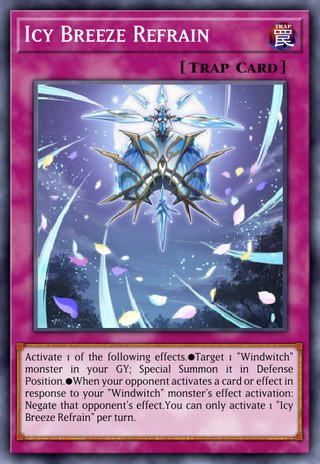 Icy Breeze Refrain
TRAP
罠
[ Trap Card ]
Activate 1 of the following effects.●Target 1 "Windwitch"
monster in your GY; Special Summon it in Defense
Position.●When your opponent activates a card or effect in
response to your "Windwitch" monster's effect activation:
Negate that opponent's effect.You can only activate 1 "Icy
Breeze Refrain" per turn.